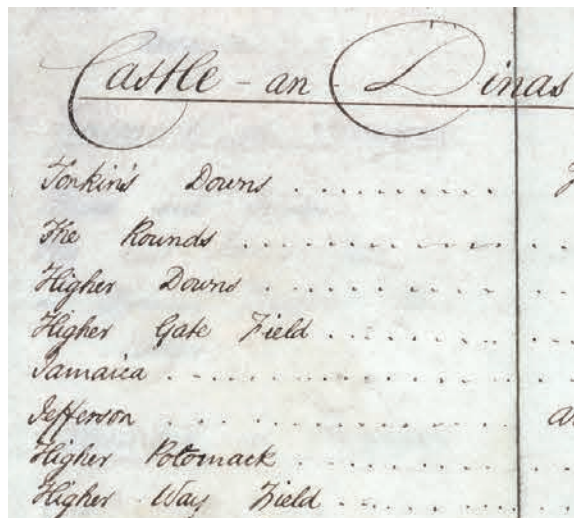 Castle - an - Dinas
Tonkin's Downs
The Rounds
Higher Downs
Higher Gate Field
Jamaica
Jefferson
Higher Potomack
Higher Way Field